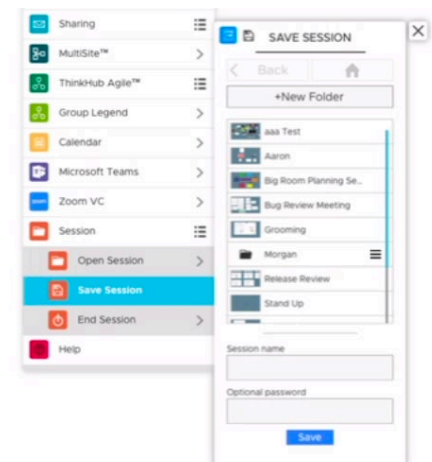 Sharing
MultiSite™
ThinkHub Agile™
Group Legend
Calendar
Microsoft Teams
Zoom VC
Session
Open Session
Save Session
End Session
Help
SAVE SESSION
Back
+New Folder
aaa Test
Aaron
Big Room Planning Se...
Bug Review Meeting
Grooming
Morgan
Release Review
Stand Up
Session name
Optional password
Save